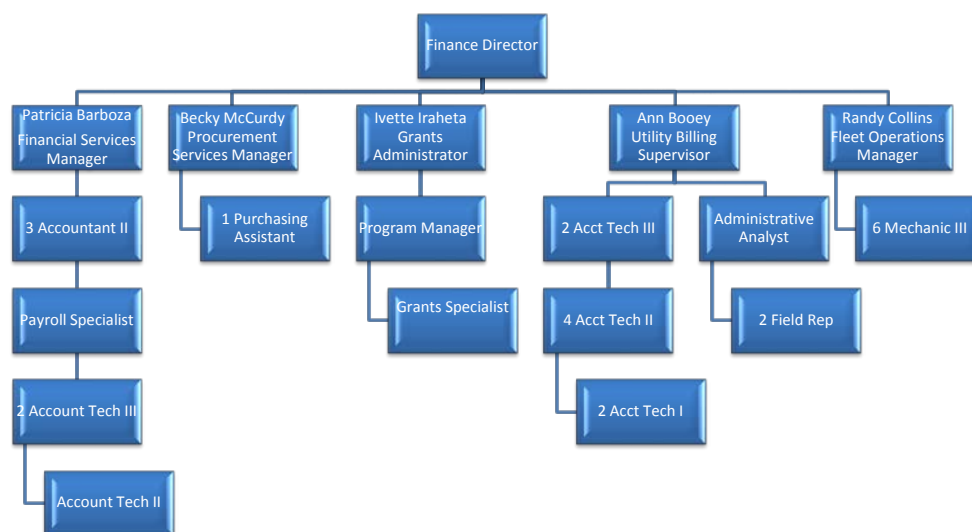 Finance Director
Patricia Barboza
Financial Services
Manager
Becky McCurdy
Procurement
Services Manager
Ivette Iraheta
Grants
Administrator
Ann Booey
Utility Billing
Supervisor
Randy Collins
Fleet Operations
Manager
3 Accountant II
1 Purchasing
Assistant
Program Manager
2 Acct Tech III
Administrative
Analyst
6 Mechanic III
Payroll Specialist
Grants Specialist
4 Acct Tech II
2 Field Rep
2 Account Tech III
2 Acct Tech I
Account Tech II